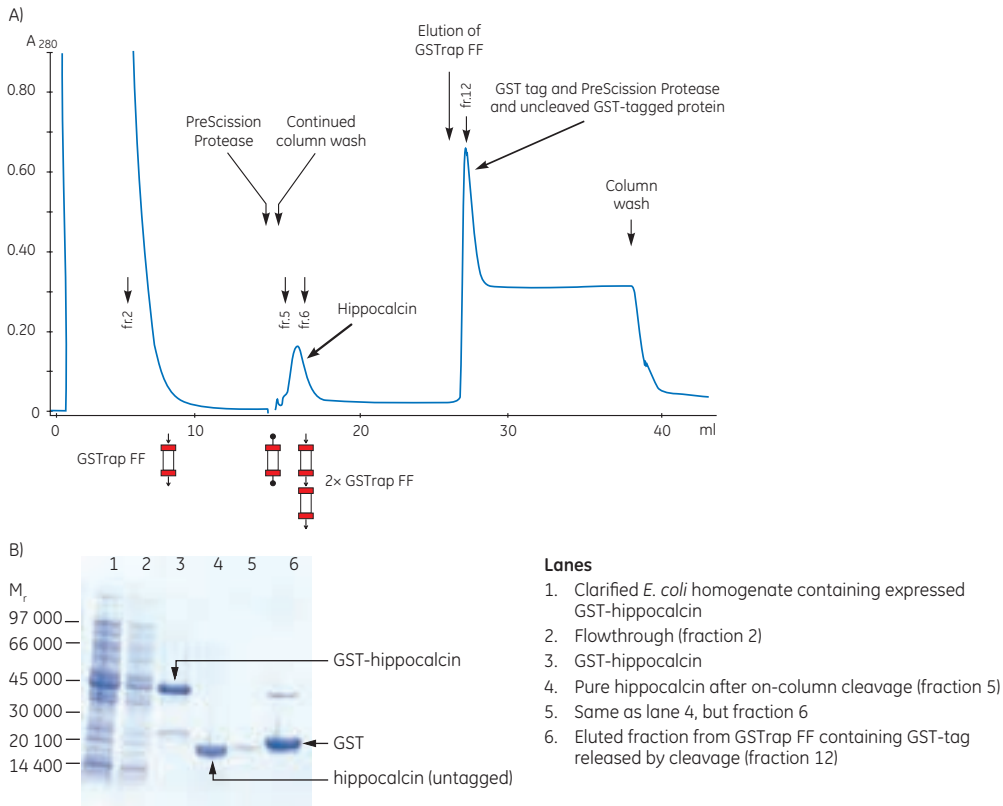 A)
A 280
0.80
0.60
0.40
0.30
0.20
0
0
10
20
30
40
ml
fr.2
PreScission
Protease
Continued
column wash
fr.5
fr.6
Hippocalcin
Elution of
GSTrap FF
fr.12
GST tag and PreScission Protease
and uncleaved GST-tagged protein
Column
wash
GSTrap FF
2× GSTrap FF
B)
1 2 3 4 5 6
Mr
97 000
66 000
45 000
30 000
20 100
14 400
GST-hippocalcin
GST
hippocalcin (untagged)
Lanes
1. Clarified E. coli homogenate containing expressed
GST-hippocalcin
2. Flowthrough (fraction 2)
3. GST-hippocalcin
4. Pure hippocalcin after on-column cleavage (fraction 5)
5. Same as lane 4, but fraction 6
6. Eluted fraction from GSTrap FF containing GST-tag
released by cleavage (fraction 12)